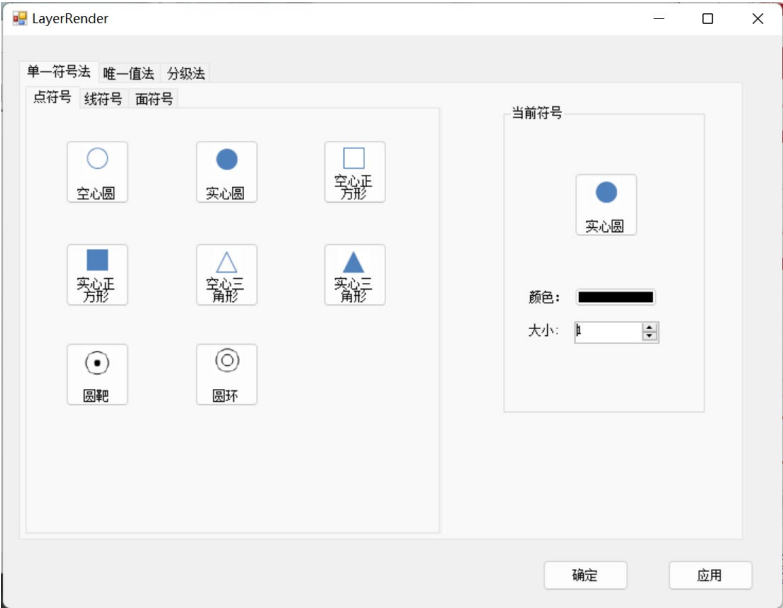 LayerRender
单一符号法 唯一值法 分级法
点符号 线符号 面符号
空心圆
实心圆
空心正
方形
实心正
方形
空心三
角形
实心三
角形
圆靶
圆环
当前符号
实心圆
颜色：
大小：
1
确定
应用